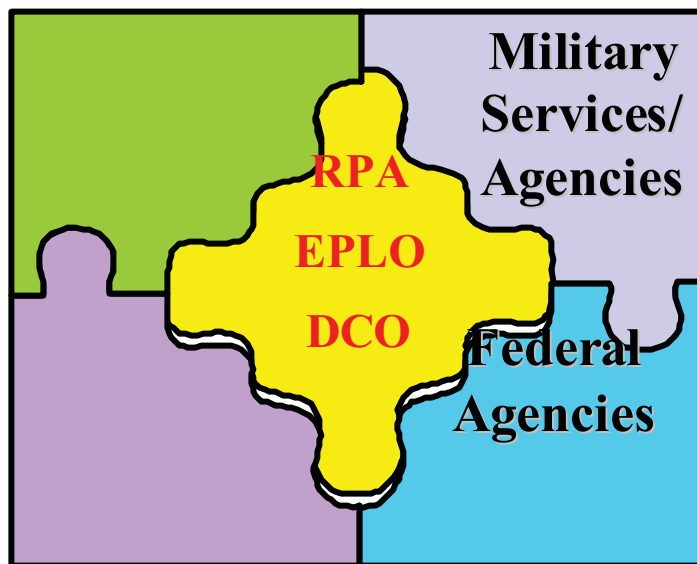 Military
Services/
Agencies
RPA
EPLO
DCO
Federal
Agencies